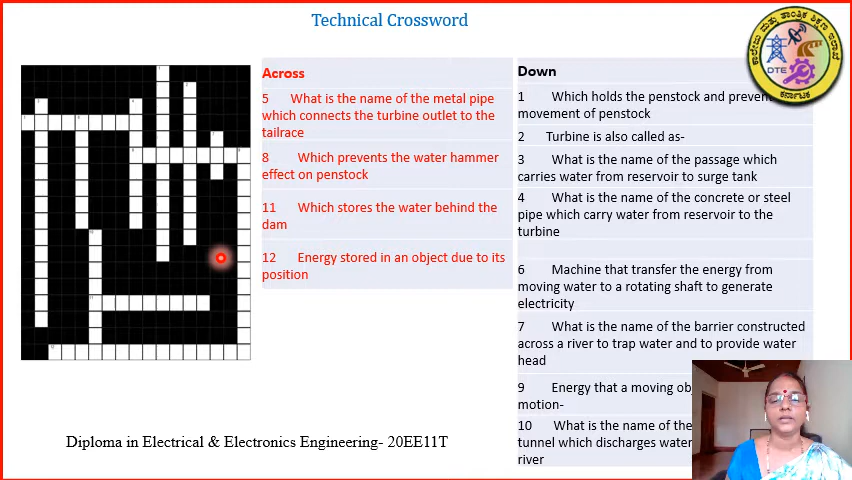 Technical Crossword
ಕಾಲೇಜು ಮತ್ತು ತಾಂತ್ರಿಕ ಶಿಕ್ಷಣ ಇಲಾಖೆ
DTE
ಕರ್ನಾಟಕ
Across
5 What is the name of the metal pipe
which connects the turbine outlet to the
tailrace
8 Which prevents the water hammer
effect on penstock
11 Which stores the water behind the
dam
12 Energy stored in an object due to its
position
Down
1 Which holds the penstock and prevent
movement of penstock
2 Turbine is also called as-
3 What is the name of the passage which
carries water from reservoir to surge tank
4 What is the name of the concrete or steel
pipe which carry water from reservoir to the
turbine
6 Machine that transfer the energy from
moving water to a rotating shaft to generate
electricity
7 What is the name of the barrier constructed
across a river to trap water and to provide water
head
9 Energy that a moving obj
motion-
10 What is the name of the
tunnel which discharges water
river
Diploma in Electrical & Electronics Engineering- 20EE11T